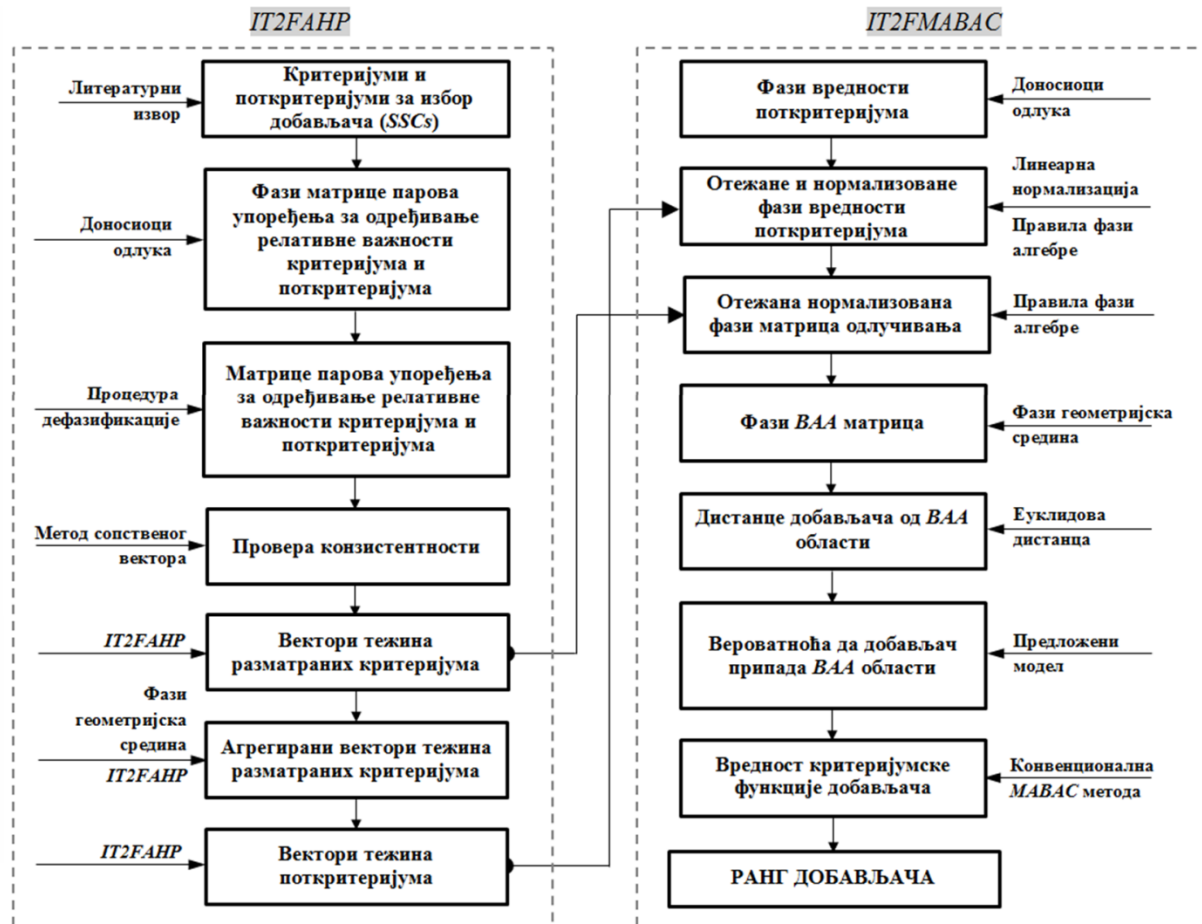 IT2FAHP
Литературни
извор
Критеријуми и
поткритеријуми за избор
добављача (SSCs)
Доносиоци
одлука
Фази матрице парова
упоређења за одређивање
релативне важности
критеријума и
поткритеријума
Процедура
дефазификације
Матрице парова упоређења
за одређивање релативне
важности критеријума и
поткритеријума
Метод сопственог
вектора
Провера конзистентности
IT2FAHP
Вектори тежина
разматраних критеријума
Фази
геометријска
средина
IT2FAHP
Агрегирани вектори тежина
разматраних критеријума
IT2FAHP
Вектори тежина
поткритеријума
IT2FMABAC
Фази вредности
поткритеријума
Доносиоци
одлука
Отежане и нормализоване
фази вредности
поткритеријума
Линеарна
нормализација
Правила фази
алгебре
Отежана нормализована
фази матрица одлучивања
Правила фази
алгебре
Фази BAA матрица
Фази геометријска
средина
Дистанце добављача од BAA
области
Еуклидова
дистанца
Вероватноћа да добављач
припада BAA области
Предложени
модел
Вредност критеријумске
функције добављача
Конвенционална
MABAC метода
РАНГ ДОБАВЉАЧА